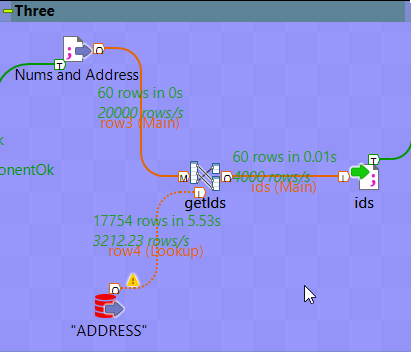 Three
O
Nums and Address
T
60 rows in 0s
20000 rows/s
row3 (Main)
onentOk
60 rows in 0.01s
4000 rows/s
ids (Main)
T
M
O
I
L
getIds
ids
17754 rows in 5.53s
3212.23 rows/s
row4 (Lookup)
O
"ADDRESS"